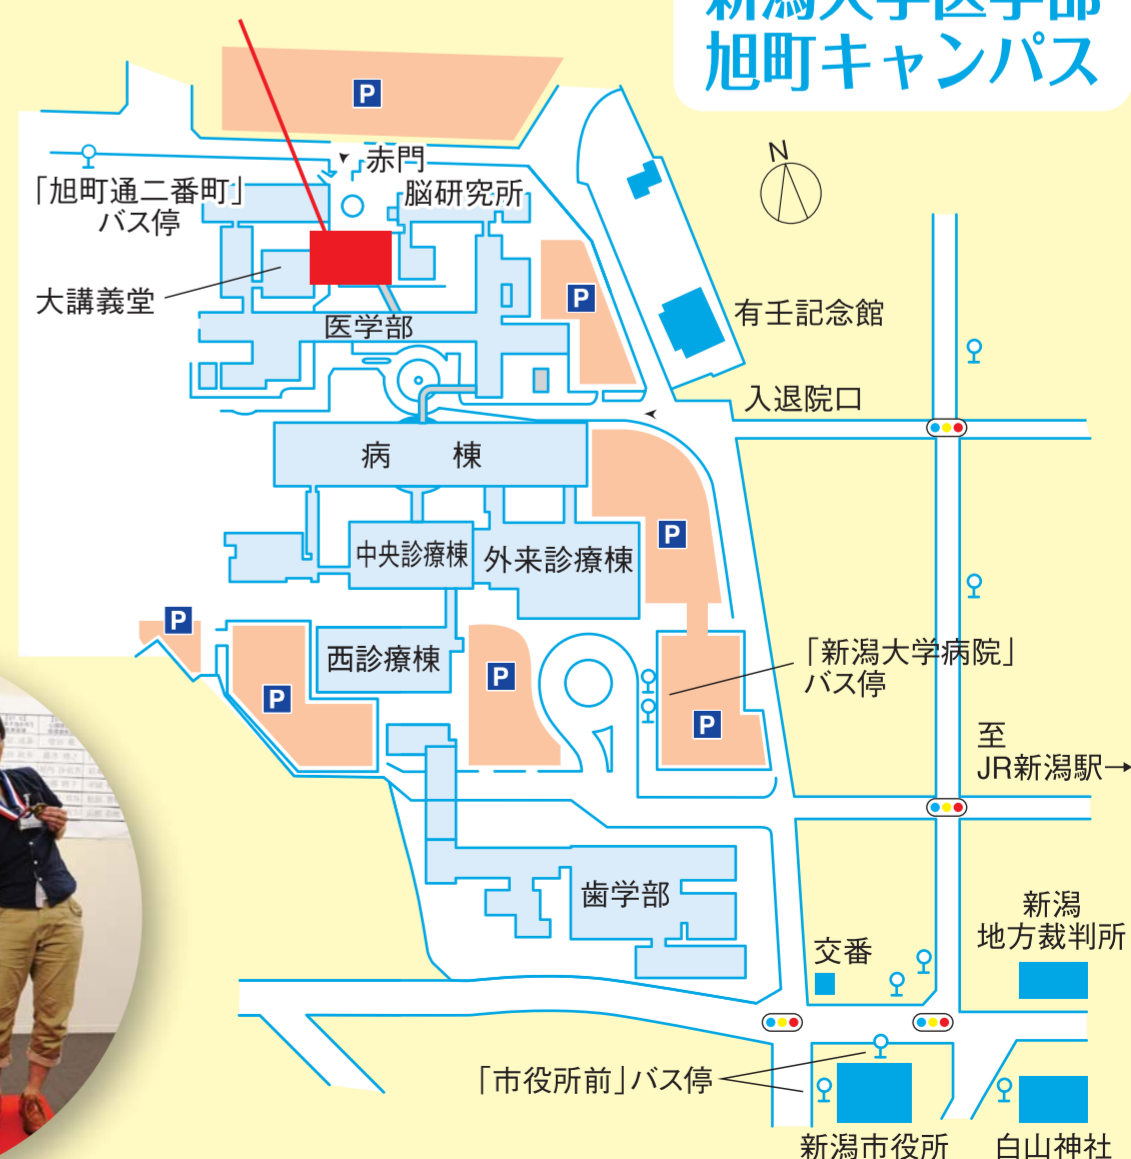 新潟大学医学部
旭町キャンパス
P
赤門
N
「旭町通二番町」
バス停
脳研究所
大講義堂
P
有壬記念館
医学部
入退院口
病 棟
P
中央診療棟
外来診療棟
P
西診療棟
P
P
「新潟大学病院」
バス停
P
至
JR新潟駅→
歯学部
新潟
地方裁判所
交番
「市役所前」バス停
新潟市役所
白山神社